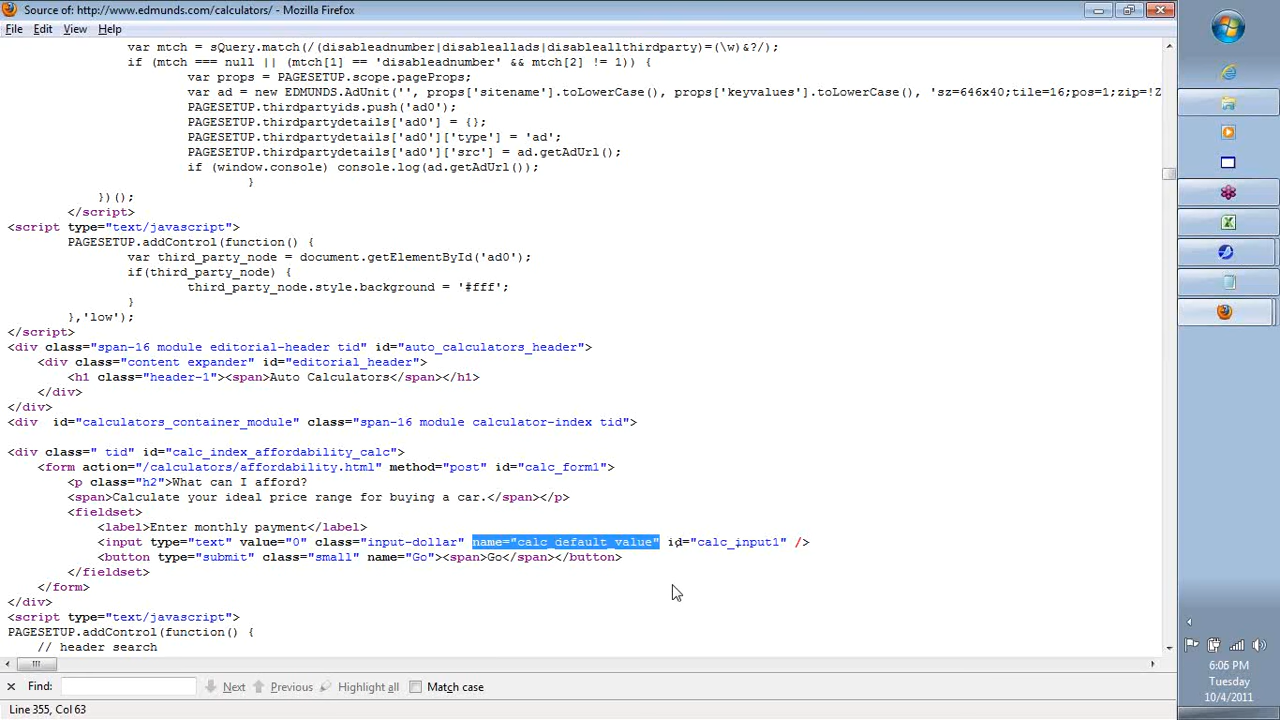 Source of: http://www.edmunds.com/calculators/ - Mozilla Firefox
File Edit View Help
var mtch = sQuery.match(/(disableadnumber|disableallads|disableallthirdparty)=(\w)&?/);
if (mtch === null || (mtch[1] == 'disableadnumber' && mtch[2] != 1)) {
var props = PAGESETUP.scope.pageProps;
var ad = new EDMUNDS.AdUnit('', props['sitename'].toLowerCase(), props['keyvalues'].toLowerCase(), 'sz=646x40;tile=16;pos=1;zip=!Z
PAGESETUP.thirdpartyids.push('ad0');
PAGESETUP.thirdpartydetails['ad0'] = {};
PAGESETUP.thirdpartydetails['ad0']['type'] = 'ad';
PAGESETUP.thirdpartydetails['ad0']['src'] = ad.getAdUrl();
if (window.console) console.log(ad.getAdUrl());
}
})();
</script>
<script type="text/javascript">
PAGESETUP.addControl(function() {
var third_party_node = document.getElementById('ad0');
if(third_party_node) {
third_party_node.style.background = '#fff';
}
},'low');
</script>
<div class="span-16 module editorial-header tid" id="auto_calculators_header">
<div class="content expander" id="editorial_header">
<h1 class="header-1"><span>Auto Calculators</span></h1>
</div>
</div>
<div  id="calculators_container_module" class="span-16 module calculator-index tid">
<div class=" tid" id="calc_index_affordability_calc">
<form action="/calculators/affordability.html" method="post" id="calc_form1">
<p class="h2">What can I afford?
<span>Calculate your ideal price range for buying a car.</span></p>
<fieldset>
<label>Enter monthly payment</label>
<input type="text" value="0" class="input-dollar" name="calc_default_value" id="calc_input1" />
<button type="submit" class="small" name="Go"><span>Go</span></button>
</fieldset>
</form>
</div>
<script type="text/javascript">
PAGESETUP.addControl(function() {
// header search
Find: Next Previous Highlight all Match case
Line 355, Col 63
6:05 PM
Tuesday
10/4/2011